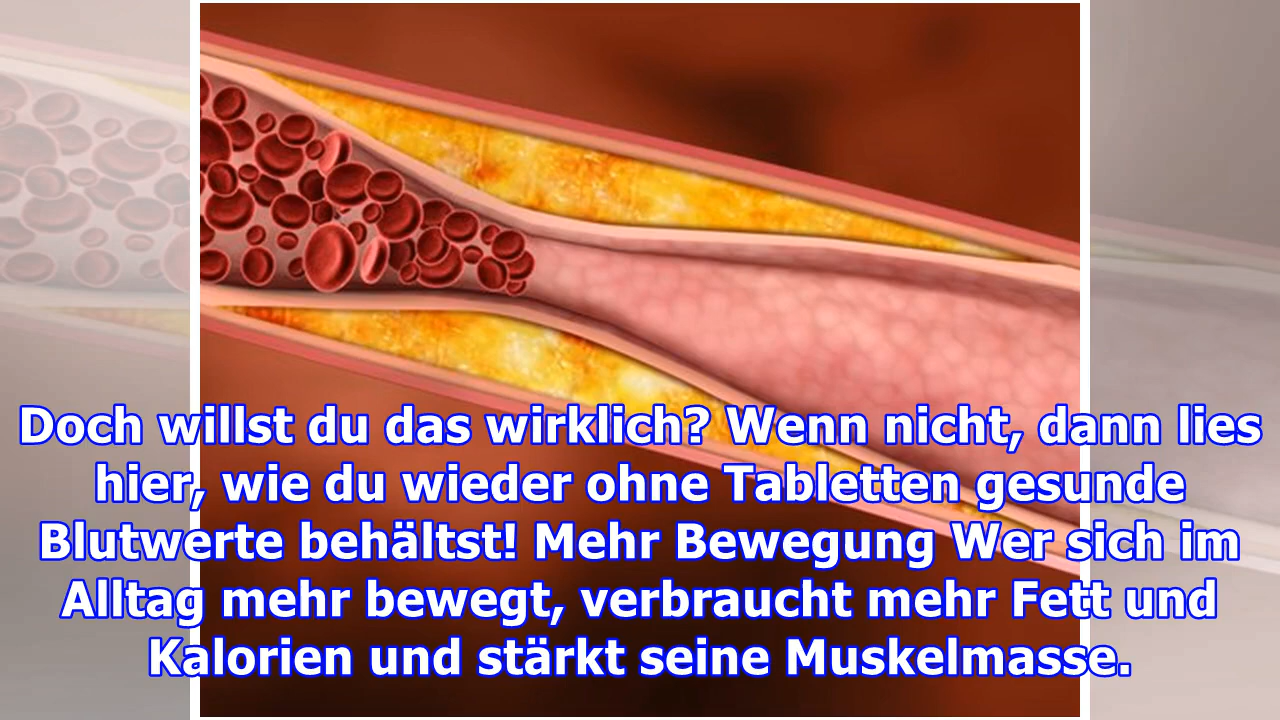 Doch willst du das wirklich? Wenn nicht, dann lies
hier, wie du wieder ohne Tabletten gesunde
Blutwerte behältst! Mehr Bewegung Wer sich im
Alltag mehr bewegt, verbraucht mehr Fett und
Kalorien und stärkt seine Muskelmasse.